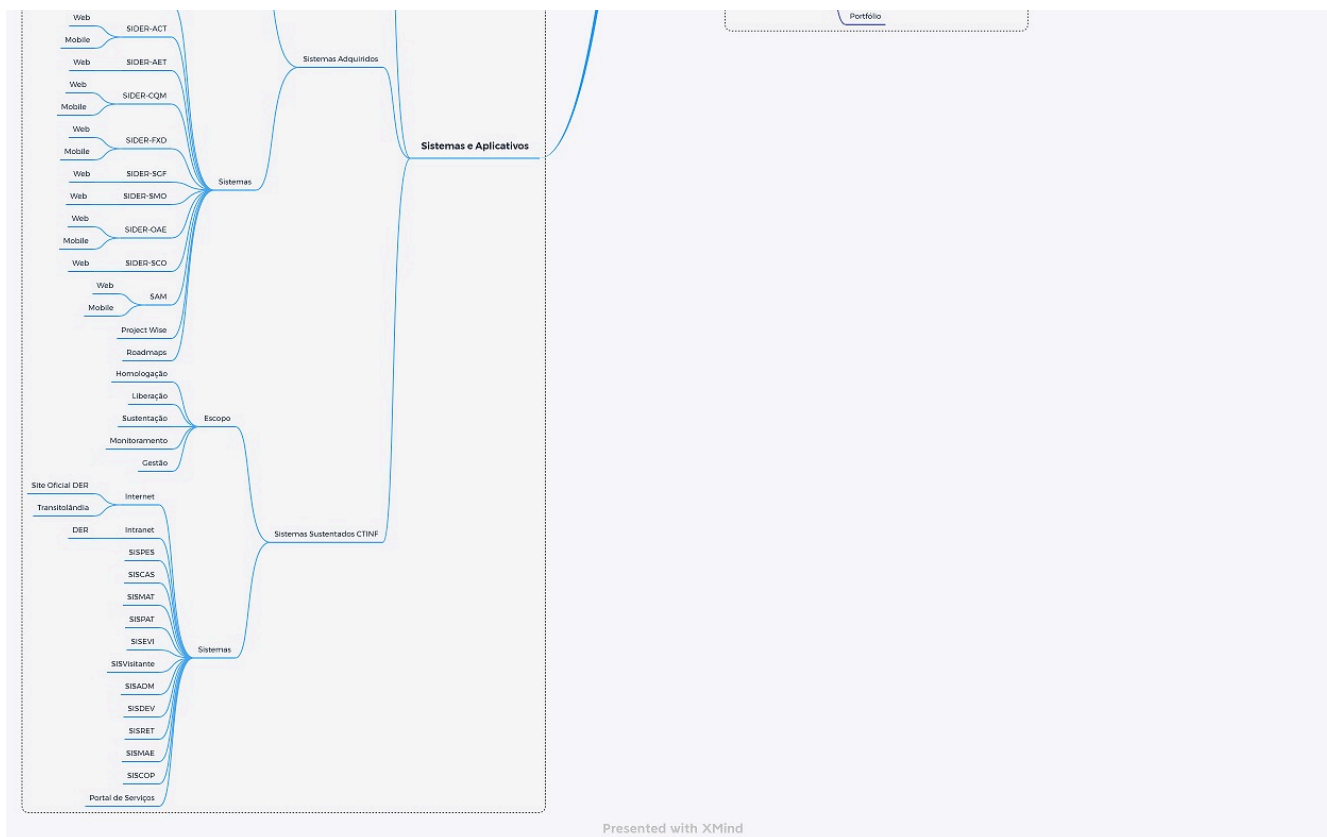 Web
SIDER-ACT
Mobile
Web
SIDER-AET
Web
SIDER-CQM
Mobile
Web
SIDER-FXD
Mobile
Web
SIDER-SGF
Web
SIDER-SMO
Web
SIDER-OAE
Mobile
Web
SIDER-SCO
Web
SAM
Mobile
Project Wise
Roadmaps
Sistemas
Sistemas Adquiridos
Sistemas e Aplicativos
Homologação
Liberação
Sustentação
Monitoramento
Gestão
Escopo
Sistemas Sustentados CTINF
Site Oficial DER
Internet
Transitolândia
DER
Intranet
SISPES
SISCAS
SISMAT
SISPAT
SISEVI
SISVisitante
SISADM
SISDEV
SISRET
SISMAE
SISCOP
Portal de Serviços
Sistemas
Portfólio
Presented with XMind